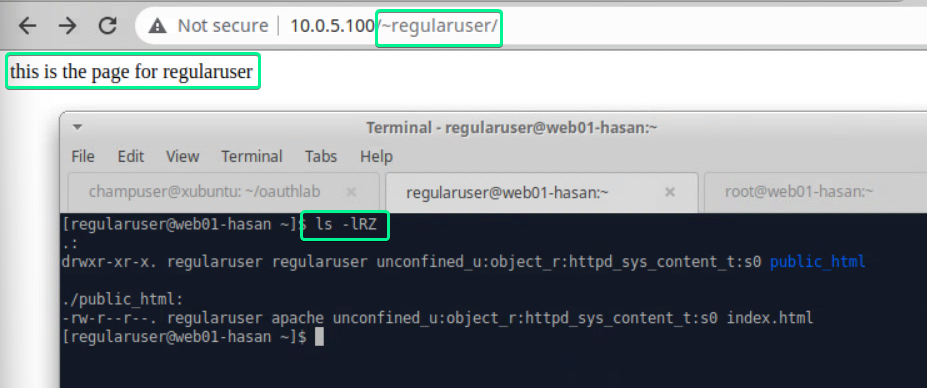 Not secure 10.0.5.100/~regularuser/
this is the page for regularuser
Terminal - regularuser@web01-hasan:~
File Edit View Terminal Tabs Help
champuser@xubuntu: ~/oauthlab × regularuser@web01-hasan:~ × root@web01-hasan:~
[regularuser@web01-hasan ~]$ ls -lRZ
.:
drwxr-xr-x. regularuser regularuser unconfined_u:object_r:httpd_sys_content_t:s0 public_html
./public_html:
-rw-r--r--. regularuser apache unconfined_u:object_r:httpd_sys_content_t:s0 index.html
[regularuser@web01-hasan ~]$